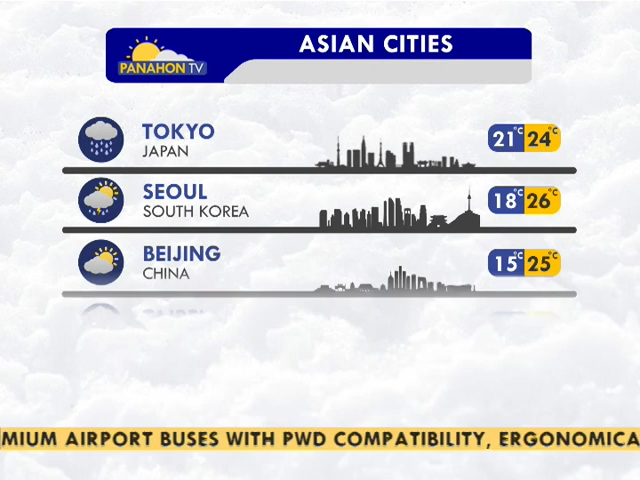 ASIAN CITIES
PANAHON TV
TOKYO
JAPAN
21°C 24°C
SEOUL
SOUTH KOREA
18°C 26°C
BEIJING
CHINA
15°C 25°C
MIUM AIRPORT BUSES WITH PWD COMPATIBILITY, ERGONOMICA